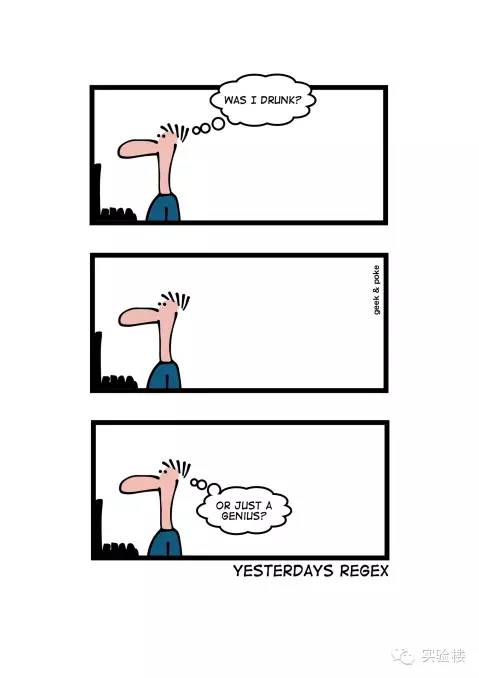 WAS I DRUNK?
geek & poke
OR JUST A
GENIUS?
YESTERDAYS REGEX
实验楼